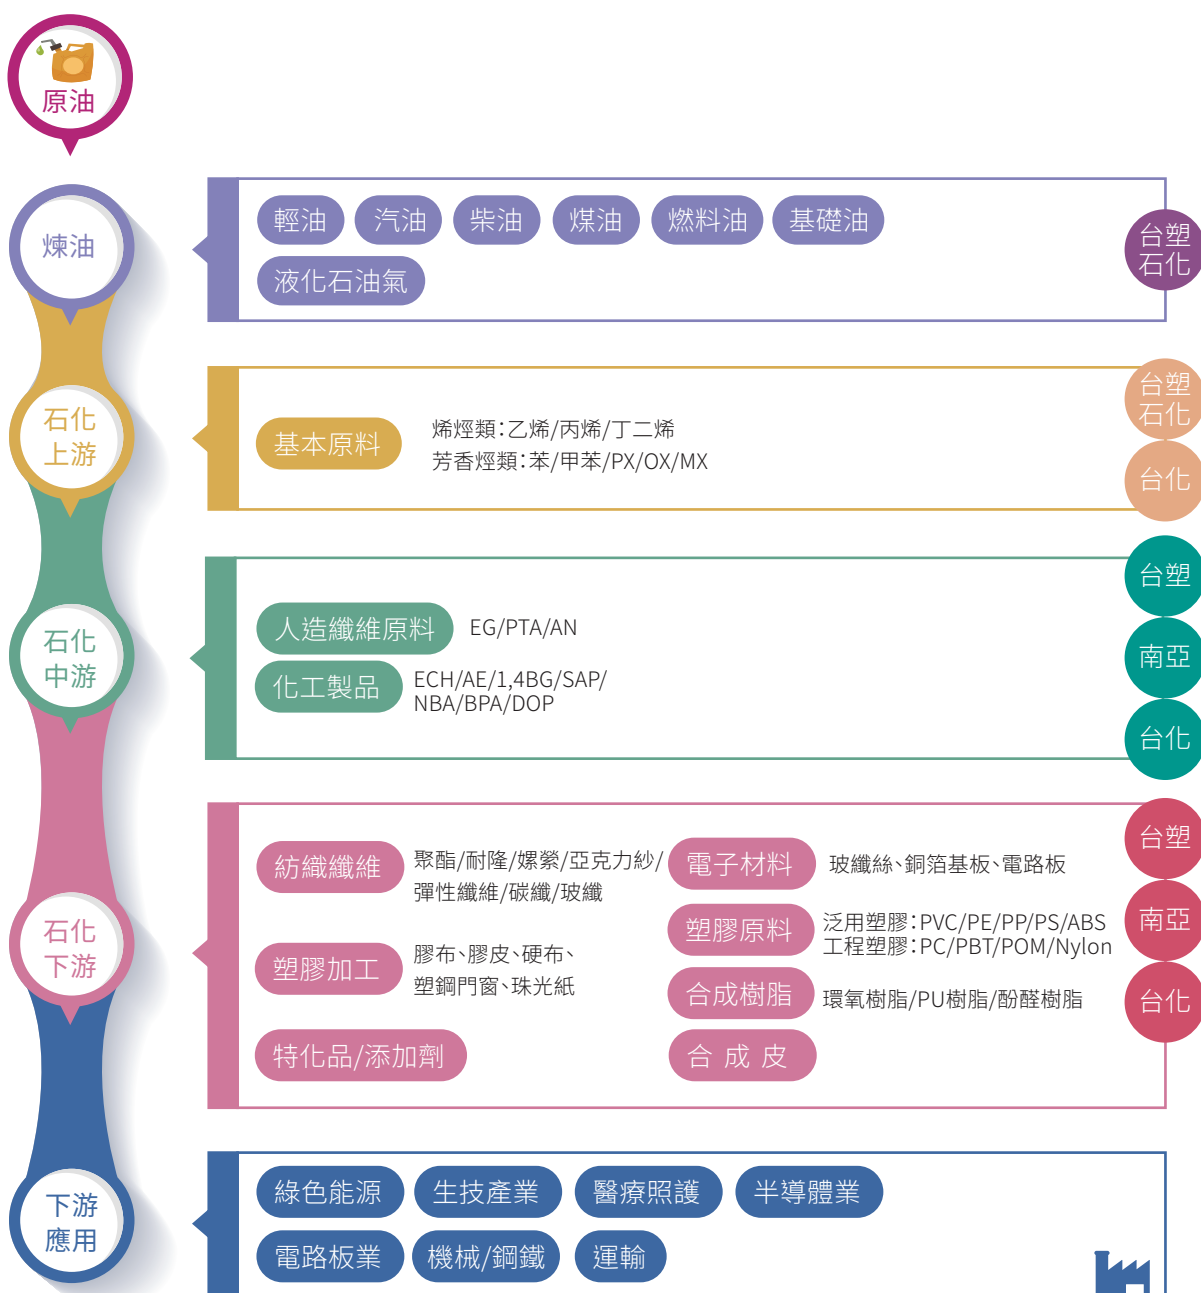 原油
煉油
輕油
汽油
柴油
煤油
燃料油
基礎油
液化石油氣
台塑
石化
石化
上游
基本原料
烯烴類：乙烯/丙烯/丁二烯
芳香烴類：苯/甲苯/PX/OX/MX
台塑
石化
台化
石化
中游
人造纖維原料
EG/PTA/AN
化工製品
ECH/AE/1,4BG/SAP/
NBA/BPA/DOP
台塑
南亞
台化
石化
下游
紡織纖維
聚酯/耐隆/嫘縈/亞克力紗/
彈性纖維/碳纖/玻纖
塑膠加工
膠布、膠皮、硬布、
塑鋼門窗、珠光紙
特化品/添加劑
電子材料
玻纖絲、銅箔基板、電路板
塑膠原料
泛用塑膠：PVC/PE/PP/PS/ABS
工程塑膠：PC/PBT/POM/Nylon
合成樹脂
環氧樹脂/PU樹脂/酚醛樹脂
合成皮
台塑
南亞
台化
下游
應用
綠色能源
生技產業
醫療照護
半導體業
電路板業
機械/鋼鐵
運輸